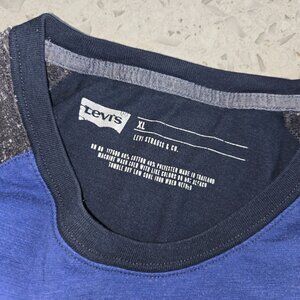 Levi's
XL
LEVI STRAUSS & CO.
60% COTTON 40% POLYESTER MADE IN THAILAND
MACHINE WASH COLD WITH LIKE COLORS DO NOT BLEACH
TUMBLE DRY LOW COOL IRON WHEN NEEDED